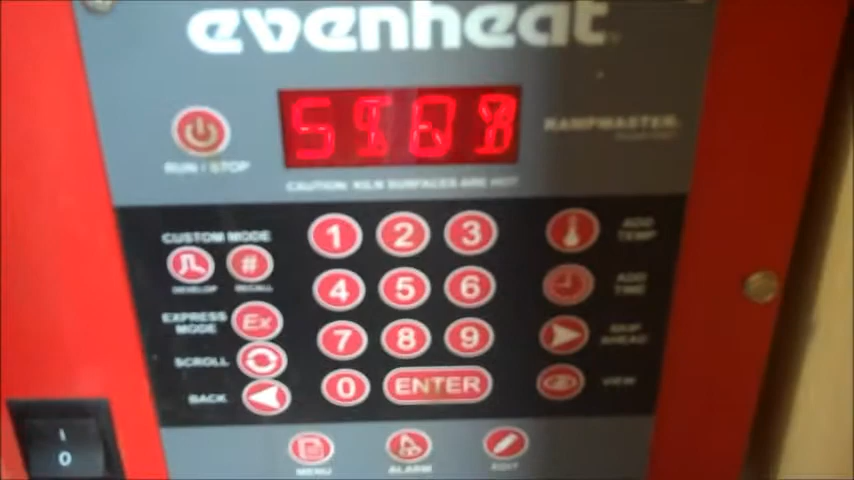 evenheat
RAMPMASTER
RUN / STOP
CAUTION: KILN SURFACES ARE HOT
CUSTOM MODE
1 2 3
ADD TEMP
#
DEVELOP RECALL
4 5 6
ADD TIME
EXPRESS MODE
Ex
7 8 9
SKIP AHEAD
SCROLL
BACK
0 ENTER
VIEW
I
0
MENU ALARM EDIT